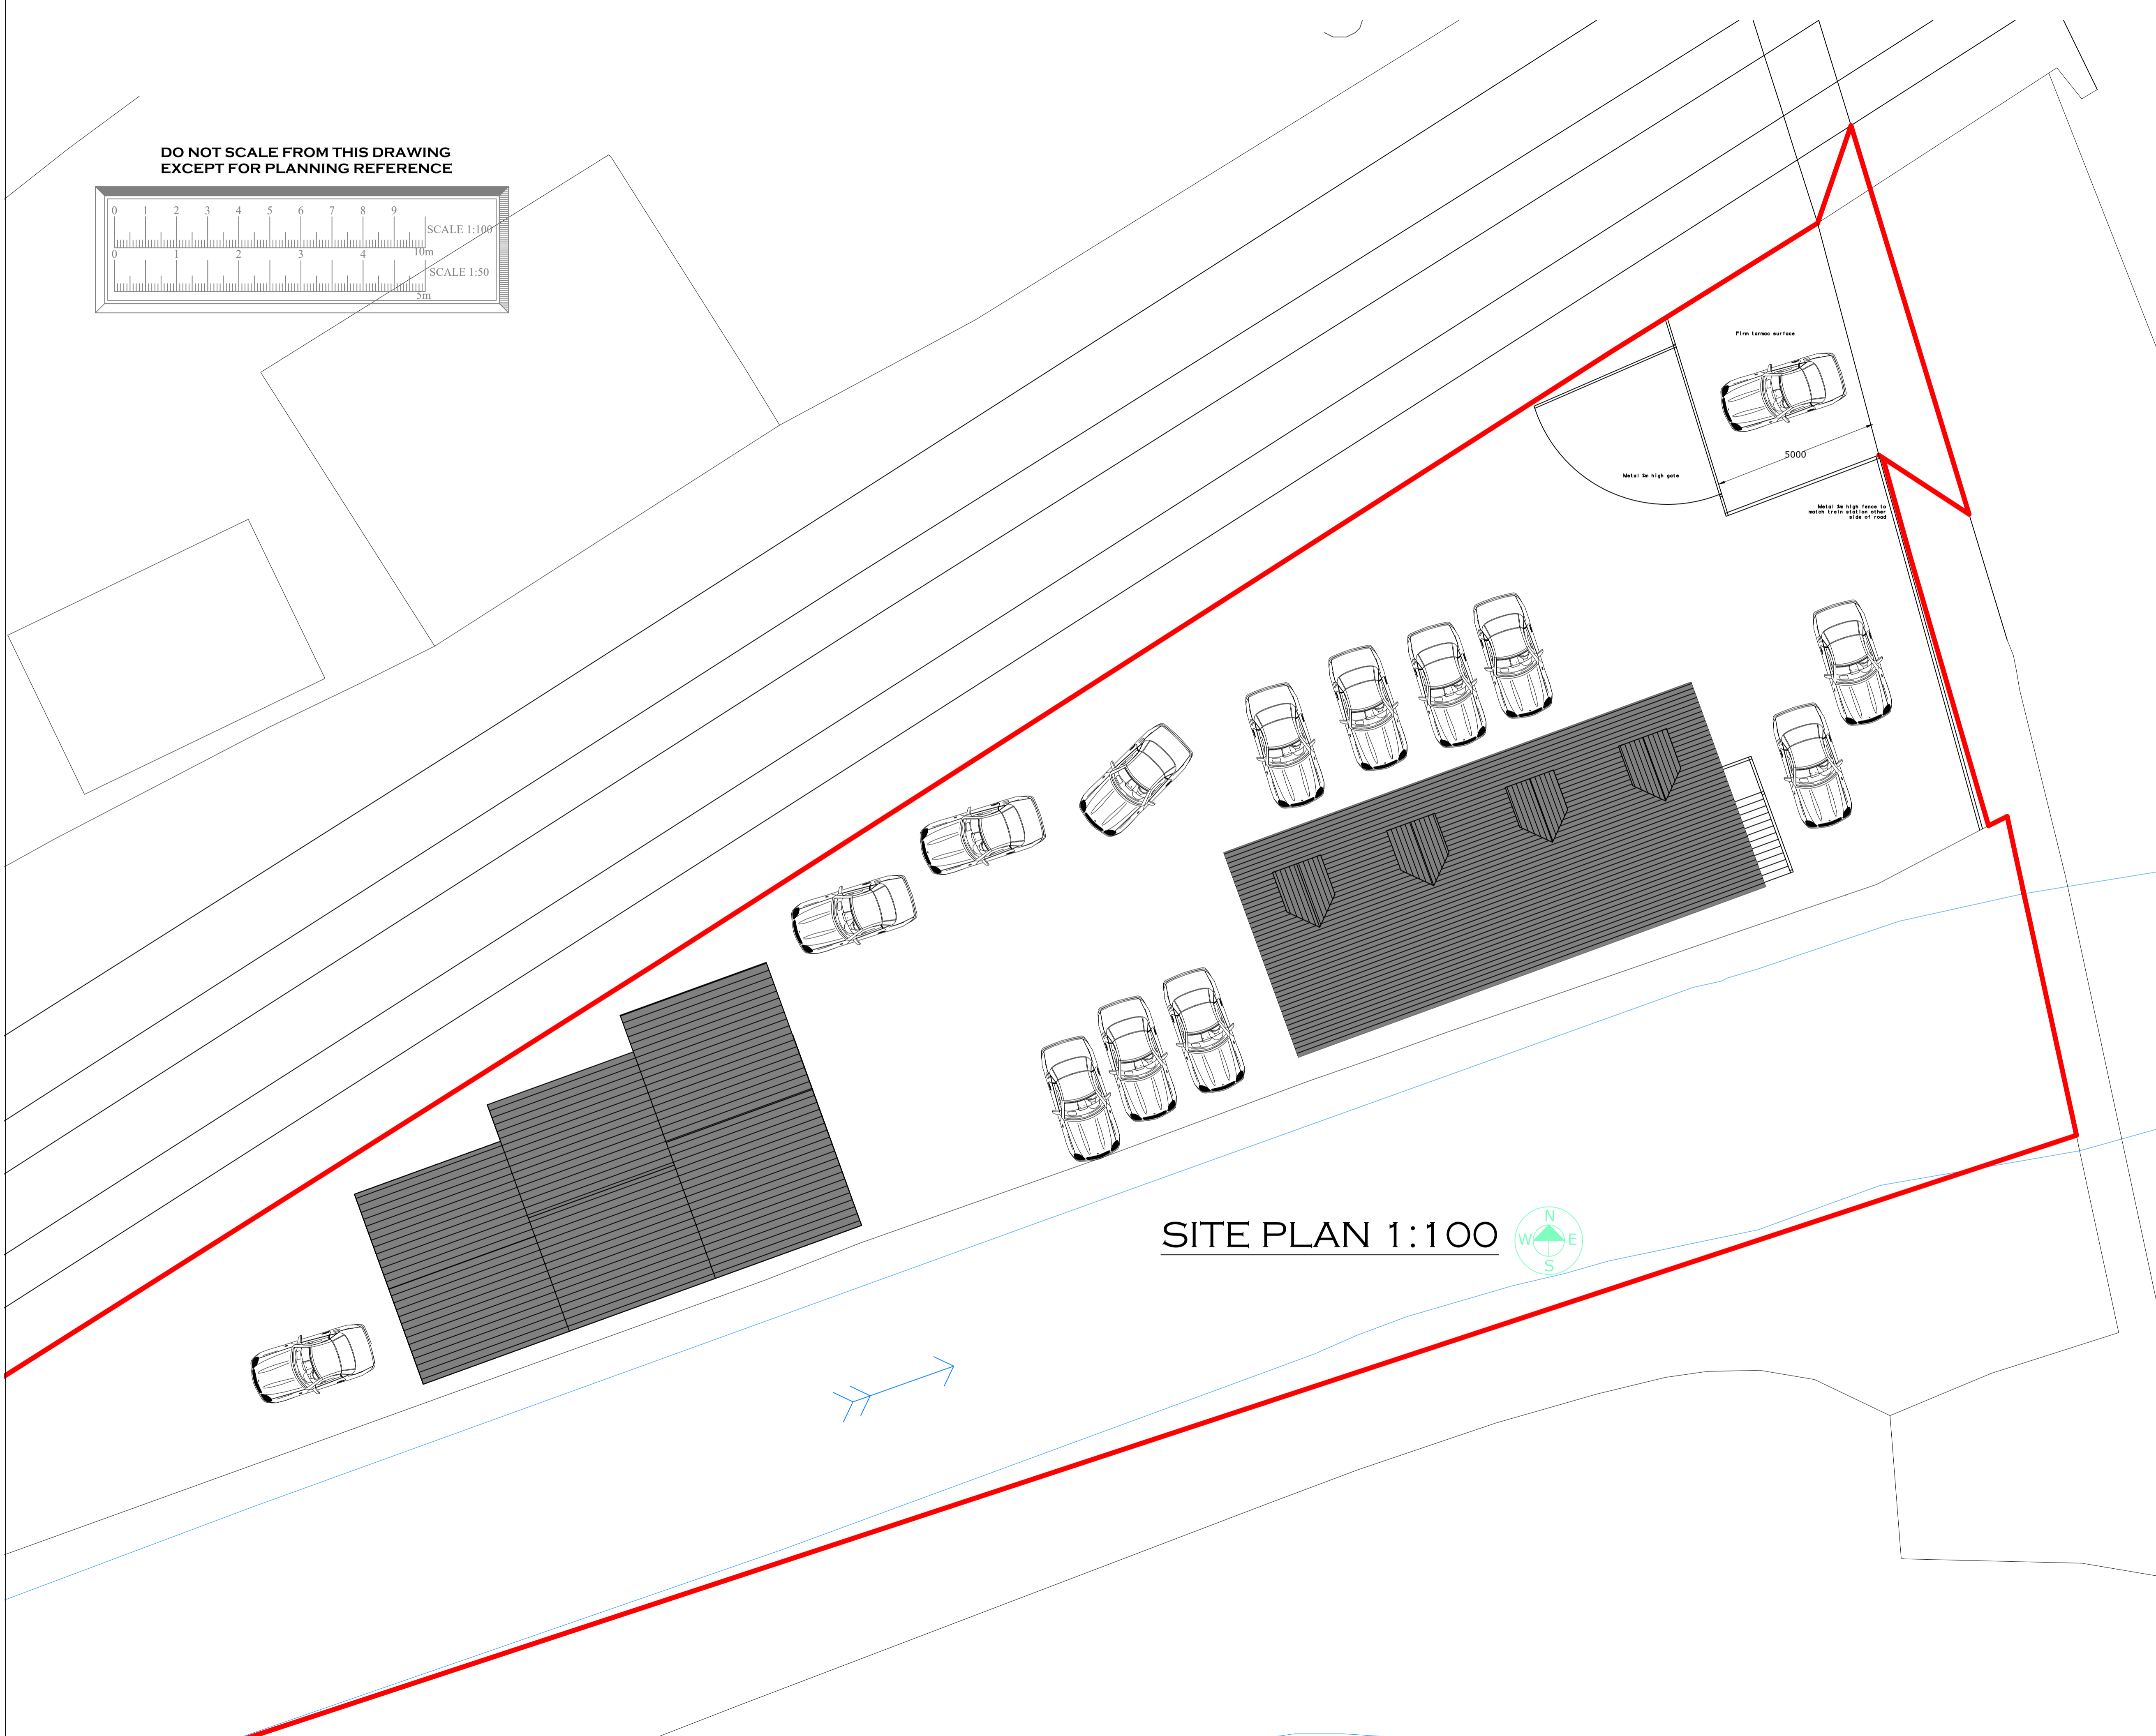 DO NOT SCALE FROM THIS DRAWING
EXCEPT FOR PLANNING REFERENCE
0 1 2 3 4 5 6 7 8 9
SCALE 1:100
10m
0 1 2 3 4
SCALE 1:50
5m
Firm tarmac surface
5000
Metal 2m high gate
Metal 2m high fence to
match train station other
side of road
SITE PLAN 1:100
N
W E
S